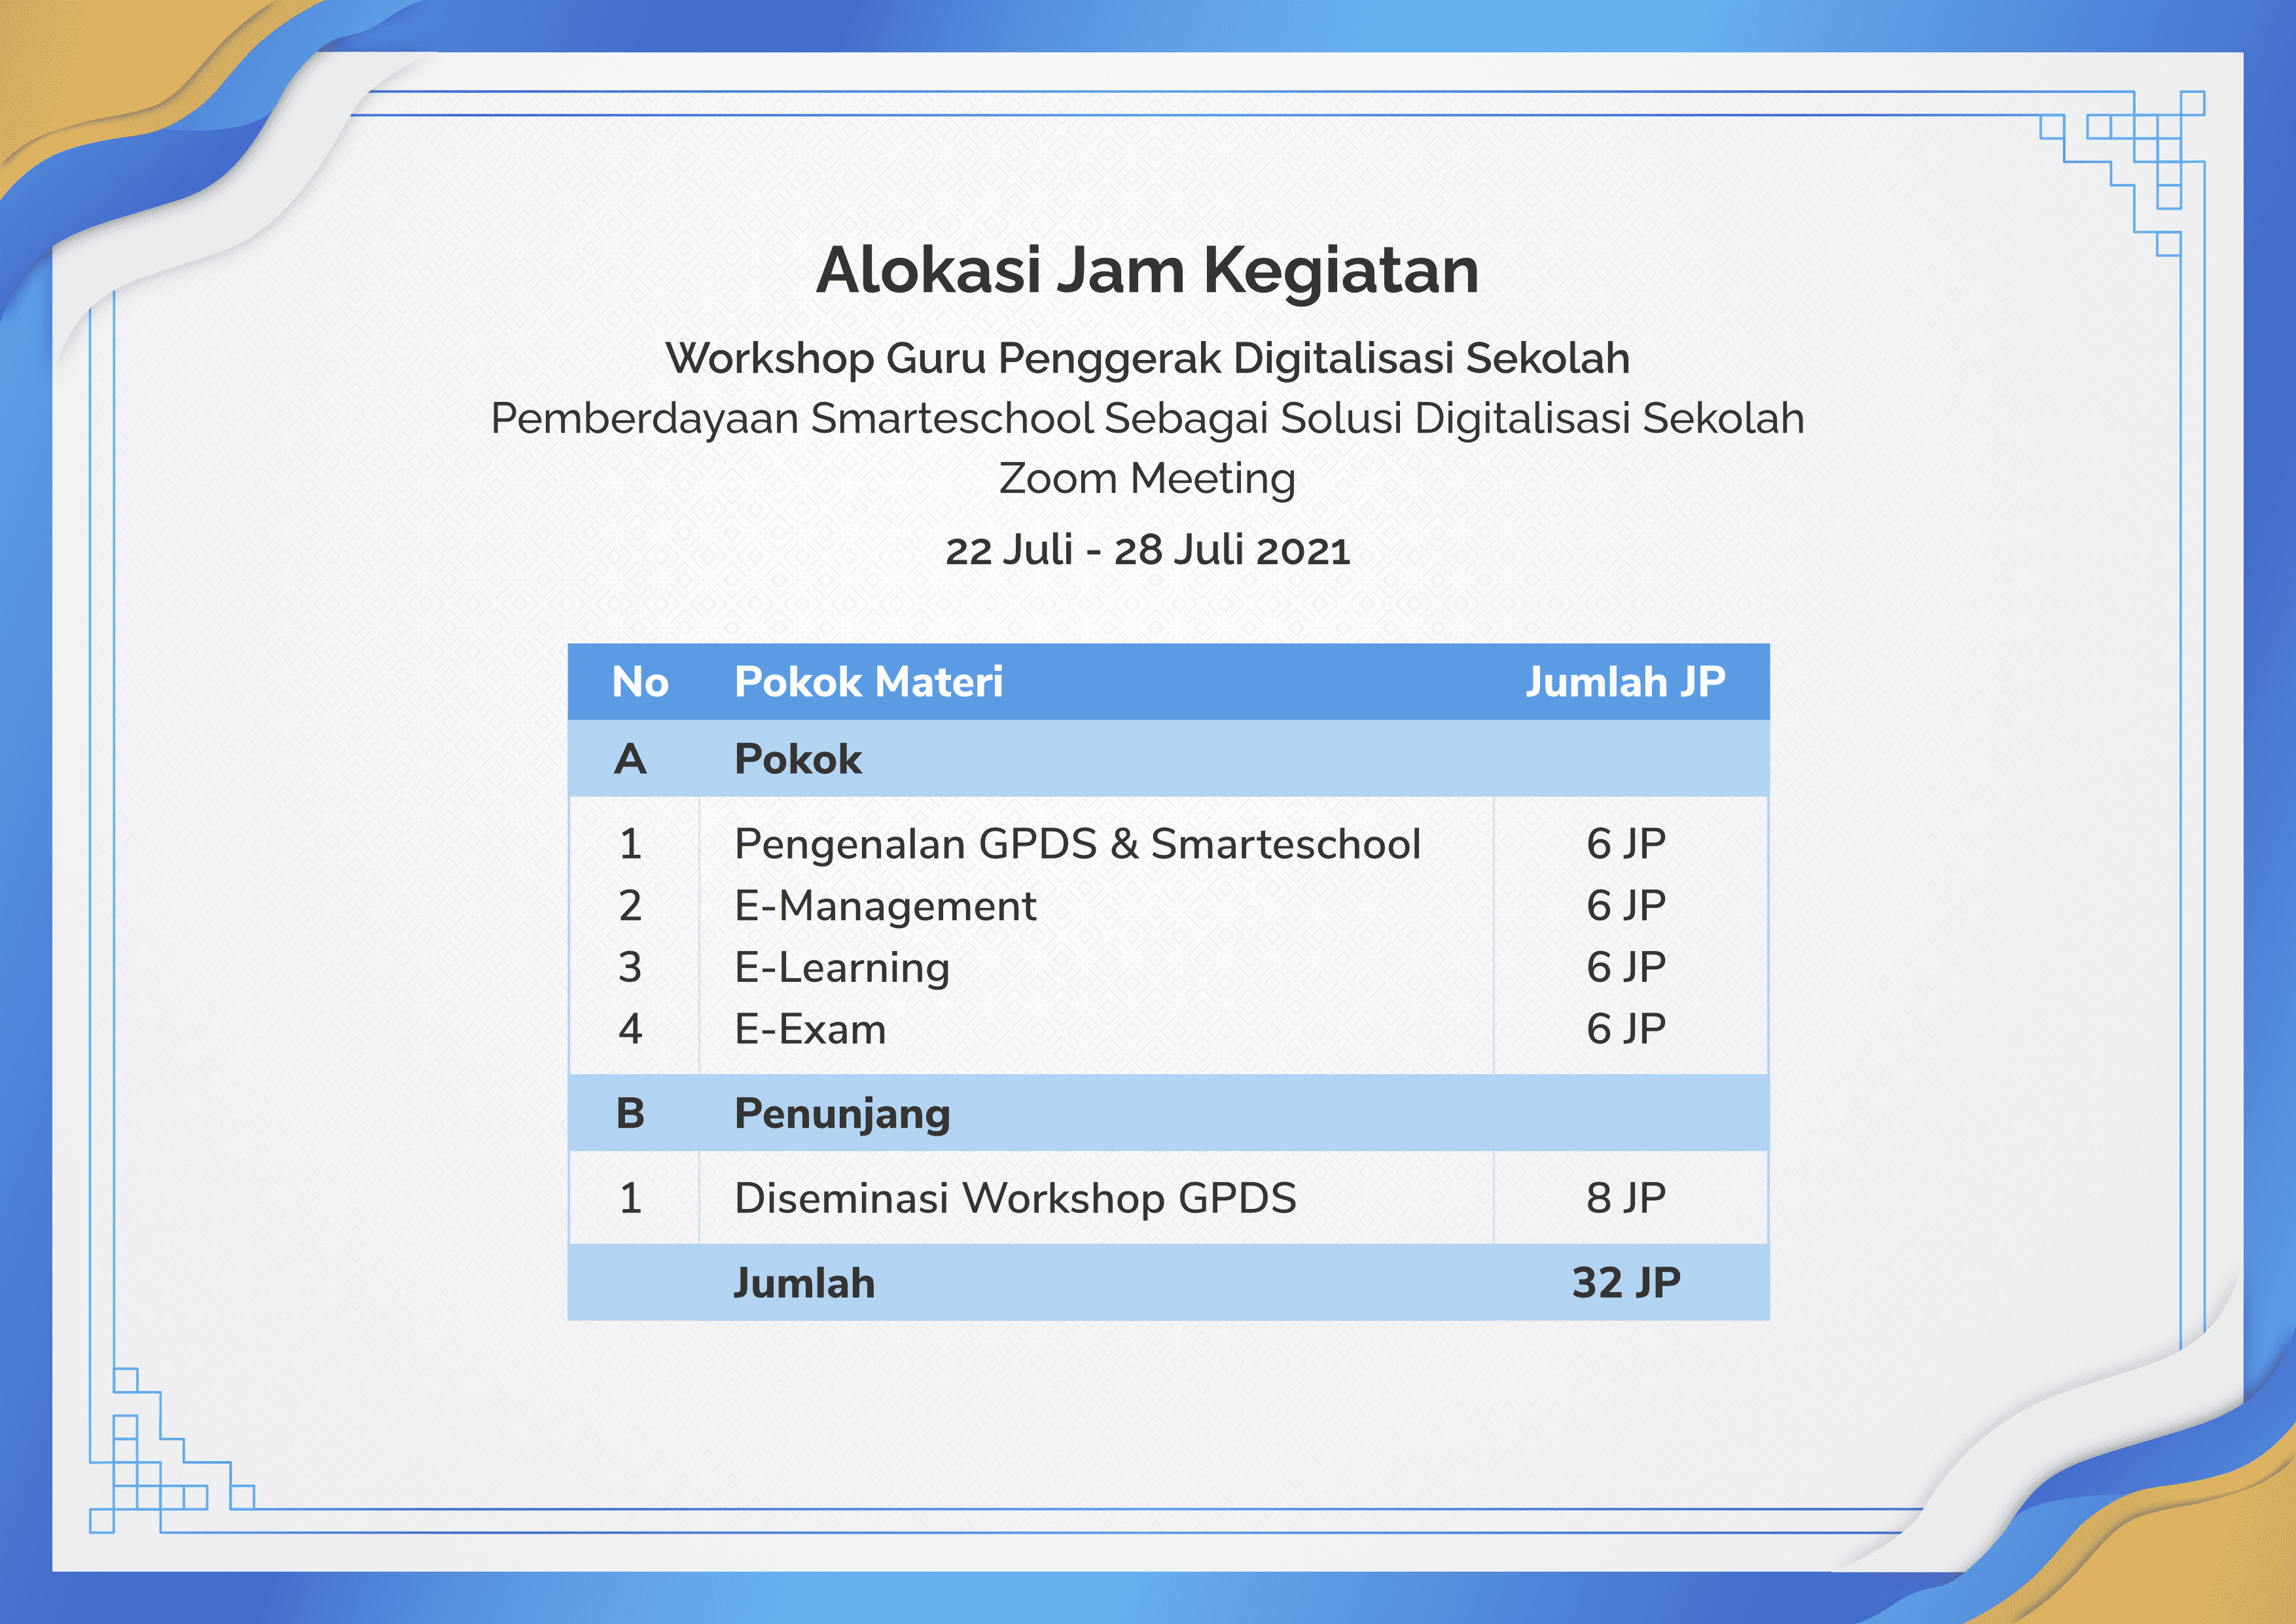 Alokasi Jam Kegiatan
Workshop Guru Penggerak Digitalisasi Sekolah
Pemberdayaan Smarteschool Sebagai Solusi Digitalisasi Sekolah
Zoom Meeting
22 Juli - 28 Juli 2021
No Pokok Materi Jumlah JP
A Pokok
1 Pengenalan GPDS & Smarteschool 6 JP
2 E-Management 6 JP
3 E-Learning 6 JP
4 E-Exam 6 JP
B Penunjang
1 Diseminasi Workshop GPDS 8 JP
Jumlah 32 JP